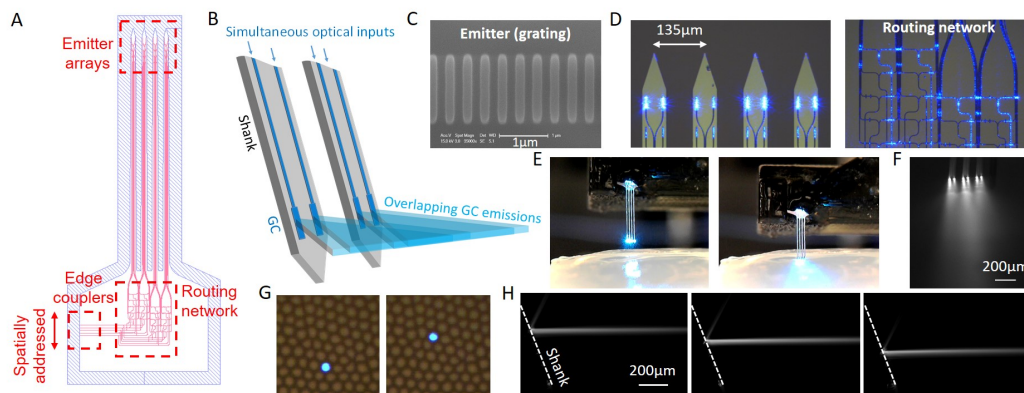 A
Emitter
arrays
Edge
couplers
Routing
network
Spatially
addressed
B
Simultaneous optical inputs
Shank
GC
Overlapping GC emissions
C
Emitter (grating)
1µm
D
135µm
Routing network
E
F
200µm
G
H
Shank
200µm